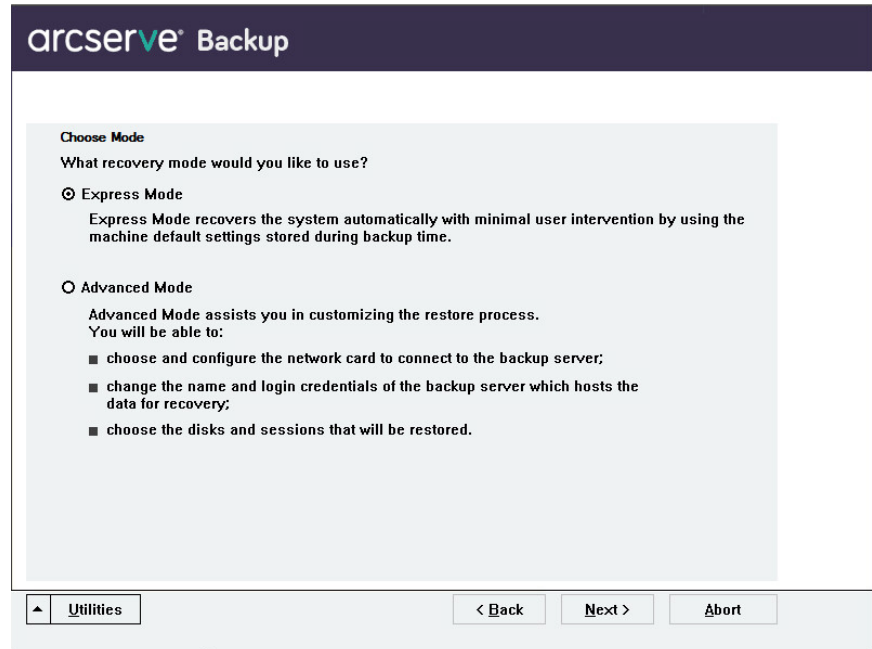 arcserve® Backup
Choose Mode
What recovery mode would you like to use?
Express Mode
Express Mode recovers the system automatically with minimal user intervention by using the
machine default settings stored during backup time.
Advanced Mode
Advanced Mode assists you in customizing the restore process.
You will be able to:
choose and configure the network card to connect to the backup server;
change the name and login credentials of the backup server which hosts the
data for recovery;
choose the disks and sessions that will be restored.
Utilities
< Back
Next >
Abort